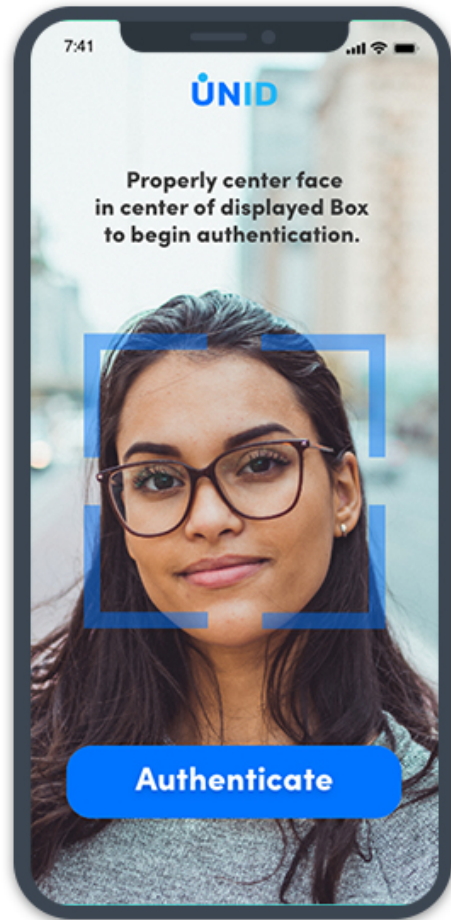 7:41
UNID
Properly center face
in center of displayed Box
to begin authentication.
Authenticate